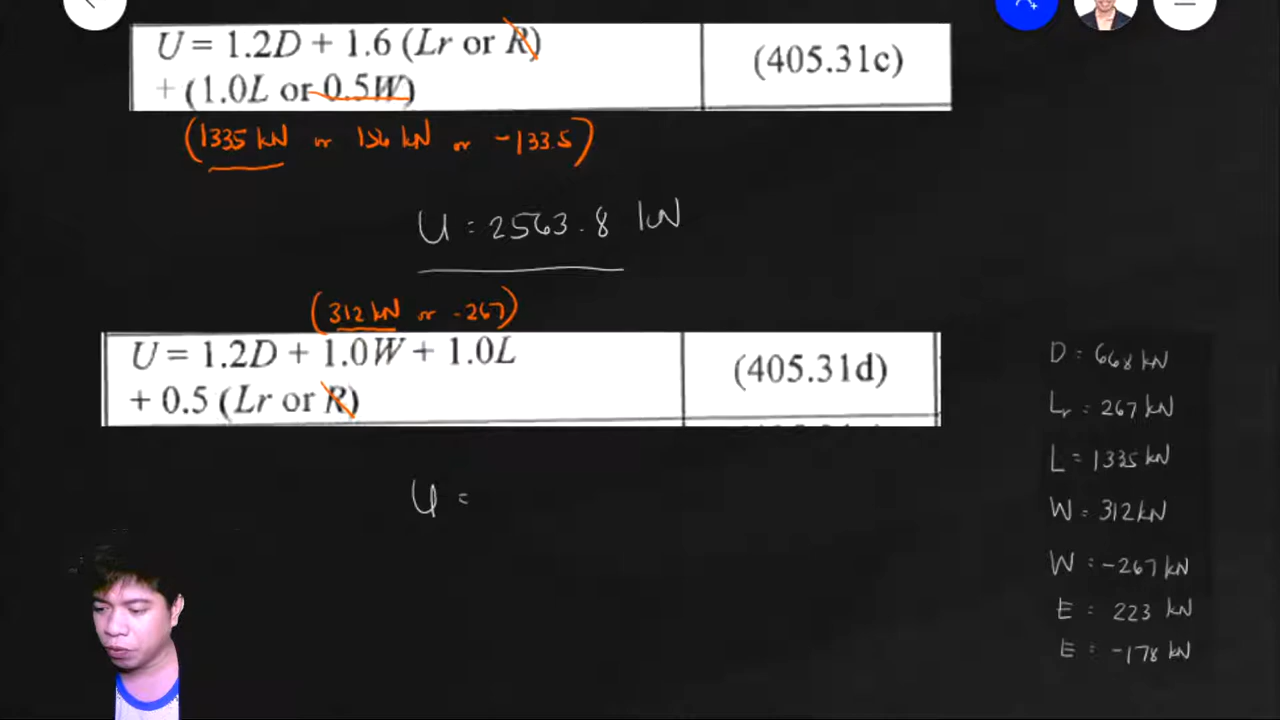 U = 1.2D + 1.6 (Lr or R)
+ (1.0L or 0.5W)
(405.31c)
(1335 kN or 156 kN or -133.5)
U = 2563.8 kN
(312 kN or -267)
U = 1.2D + 1.0W + 1.0L
+ 0.5 (Lr or R)
(405.31d)
U =
D = 668 kN
Lr = 267 kN
L = 1335 kN
W = 312 kN
W = -267 kN
E = 223 kN
E = -178 kN